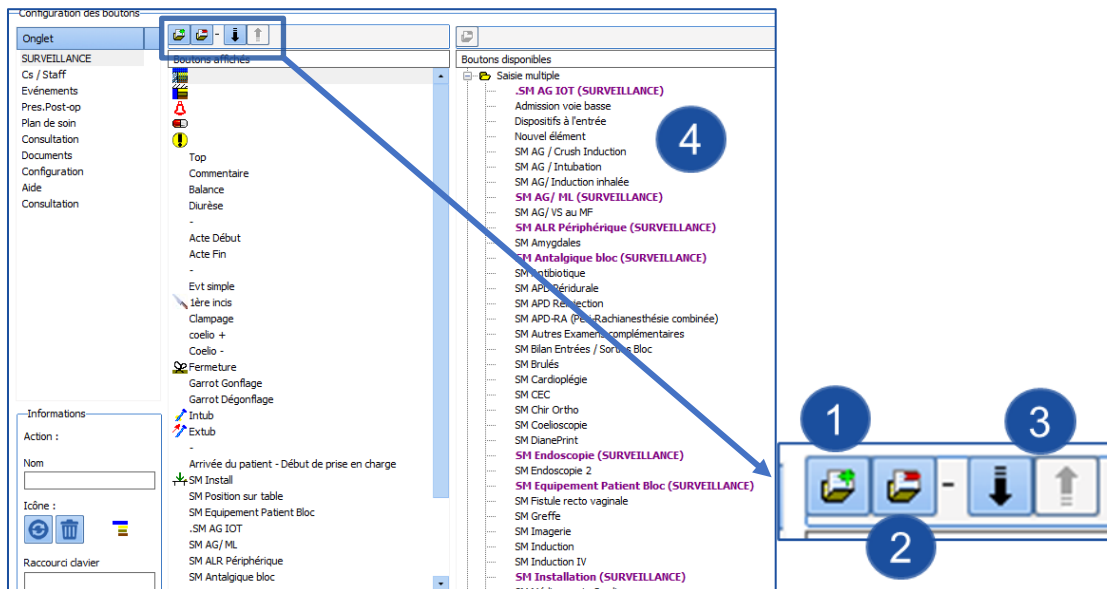 Configuration des boutons
Onglet
SURVEILLANCE
Cs / Staff
Evénements
Pres.Post-op
Plan de soin
Consultation
Documents
Configuration
Aide
Consultation
Informations
Action :
Nom
Icône :
Raccourci clavier
-
Boutons affichés
Top
Commentaire
Balance
Diurèse
-
Acte Début
Acte Fin
-
Evt simple
1ère incis
Clampage
coelio +
Coelio -
Fermeture
Garrot Gonflage
Garrot Dégonflage
Intub
Extub
-
Arrivée du patient - Début de prise en charge
SM Install
SM Position sur table
SM Equipement Patient Bloc
.SM AG IOT
SM AG/ ML
SM ALR Périphérique
SM Antalgique bloc
Boutons disponibles
Saisie multiple
.SM AG IOT (SURVEILLANCE)
Admission voie basse
Dispositifs à l'entrée
Nouvel élément
SM AG / Crush Induction
SM AG / Intubation
SM AG/ Induction inhalée
SM AG/ ML (SURVEILLANCE)
SM AG/ VS au MF
SM ALR Périphérique (SURVEILLANCE)
SM Amygdales
SM Antalgique bloc (SURVEILLANCE)
SM Antibiotique
SM APD Péridurale
SM APD Réinjection
SM APD-RA (Péri-Rachianesthésie combinée)
SM Autres Examens complémentaires
SM Bilan Entrées / Sorties Bloc
SM Brulés
SM Cardioplégie
SM CEC
SM Chir Ortho
SM Coelioscopie
SM DianePrint
SM Endoscopie (SURVEILLANCE)
SM Endoscopie 2
SM Equipement Patient Bloc (SURVEILLANCE)
SM Fistule recto vaginale
SM Greffe
SM Imagerie
SM Induction
SM Induction IV
SM Installation (SURVEILLANCE)
4
1
3
-
2